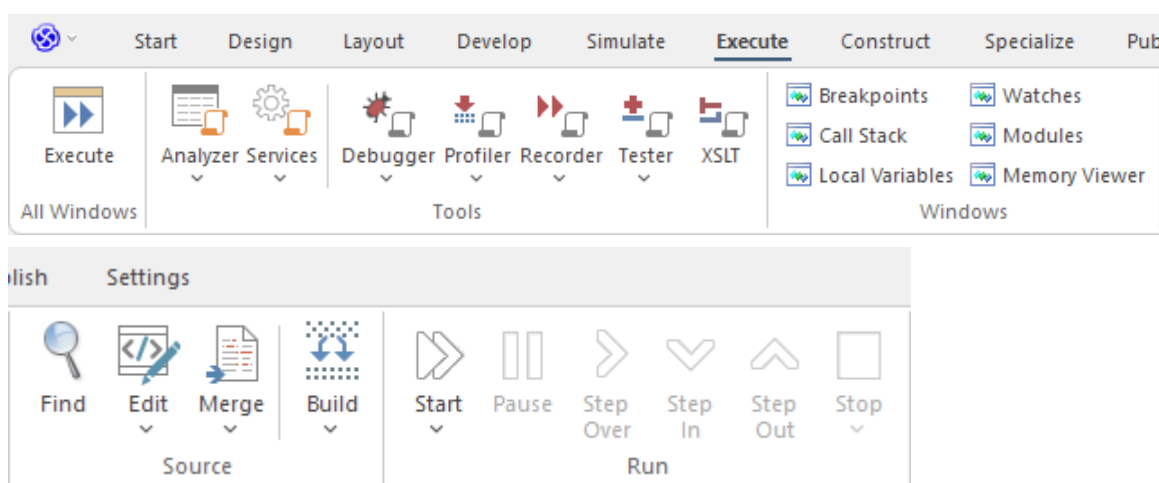 Start Design Layout Develop Simulate Execute Construct Specialize Pub
Execute
Analyzer Services Debugger Profiler Recorder Tester XSLT
Breakpoints Watches
Call Stack Modules
Local Variables Memory Viewer
All Windows Tools Windows
lish Settings
Find Edit Merge Build Start Pause Step Over Step In Step Out Stop
Source Run